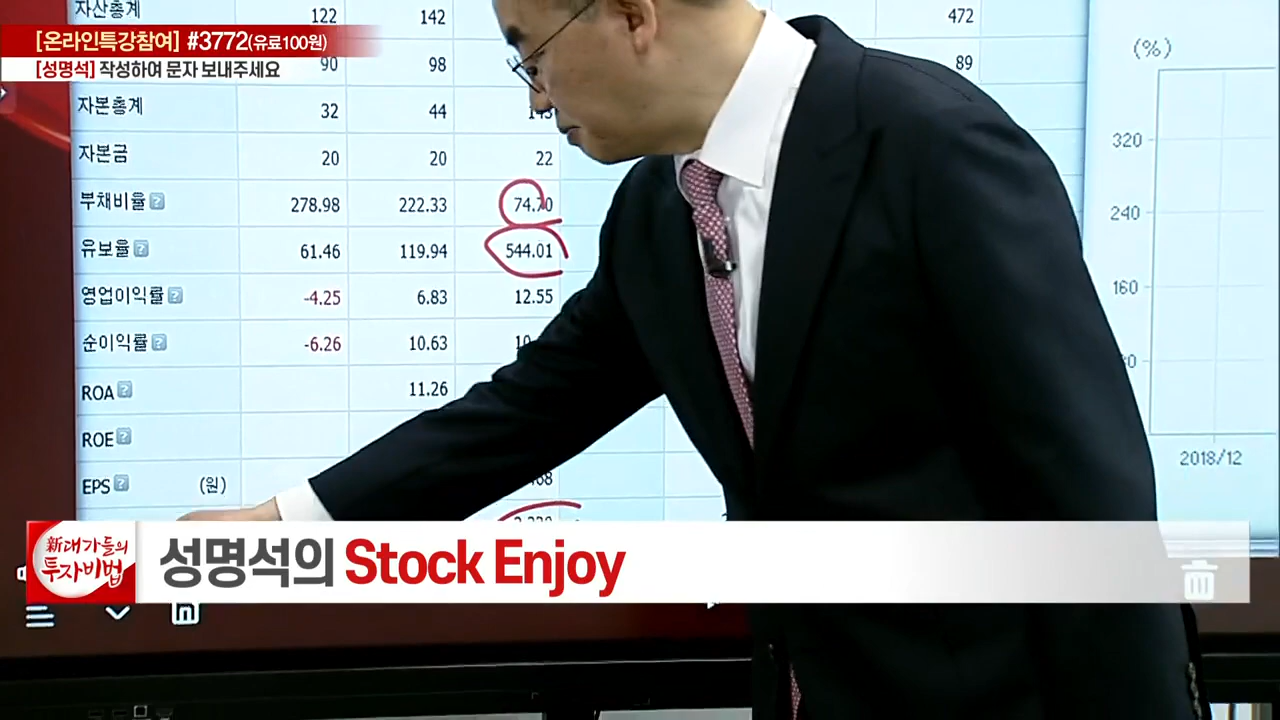 자산총계 122 142 472
[온라인특강참여] #3772(유료100원)
90 98 89
[성명석] 작성하여 문자 보내주세요
(%)
자본총계 32 44
자본금 20 20 22
부채비율 ? 278.98 222.33 74.70
유보율 ? 61.46 119.94 544.01
영업이익률 ? -4.25 6.83 12.55
순이익률 ? -6.26 10.63
ROA ? 11.26
ROE ?
EPS ? (원)
320
240
160
2018/12
新대가들의
투자비법
성명석의 Stock Enjoy